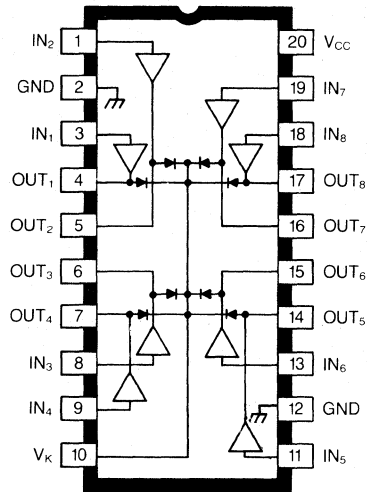 IN₂ 1 20 V_CC
GND 2 19 IN₇
IN₁ 3 18 IN₈
OUT₁ 4 17 OUT₈
OUT₂ 5 16 OUT₇
OUT₃ 6 15 OUT₆
OUT₄ 7 14 OUT₅
IN₃ 8 13 IN₆
IN₄ 9 12 GND
V_K 10 11 IN₅